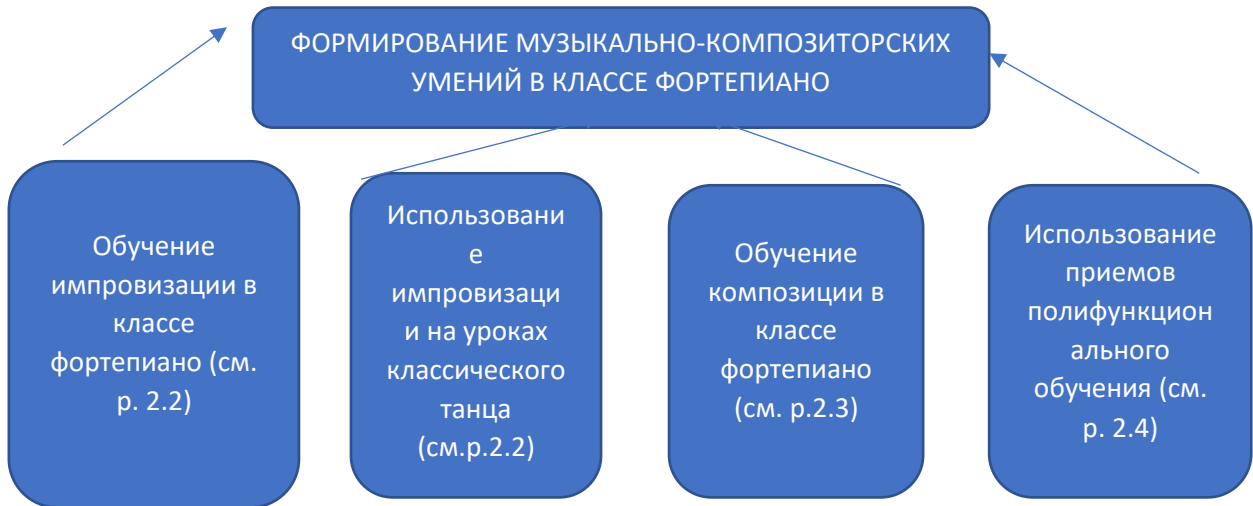 ФОРМИРОВАНИЕ МУЗЫКАЛЬНО-КОМПОЗИТОРСКИХ
УМЕНИЙ В КЛАССЕ ФОРТЕПИАНО
Обучение
импровизации в
классе
фортепиано (см.
р. 2.2)
Использовани
е
импровизаци
и на уроках
классического
танца
(см.р.2.2)
Обучение
композиции в
классе
фортепиано
(см. р.2.3)
Использование
приемов
полифункцион
ального
обучения (см.
р. 2.4)